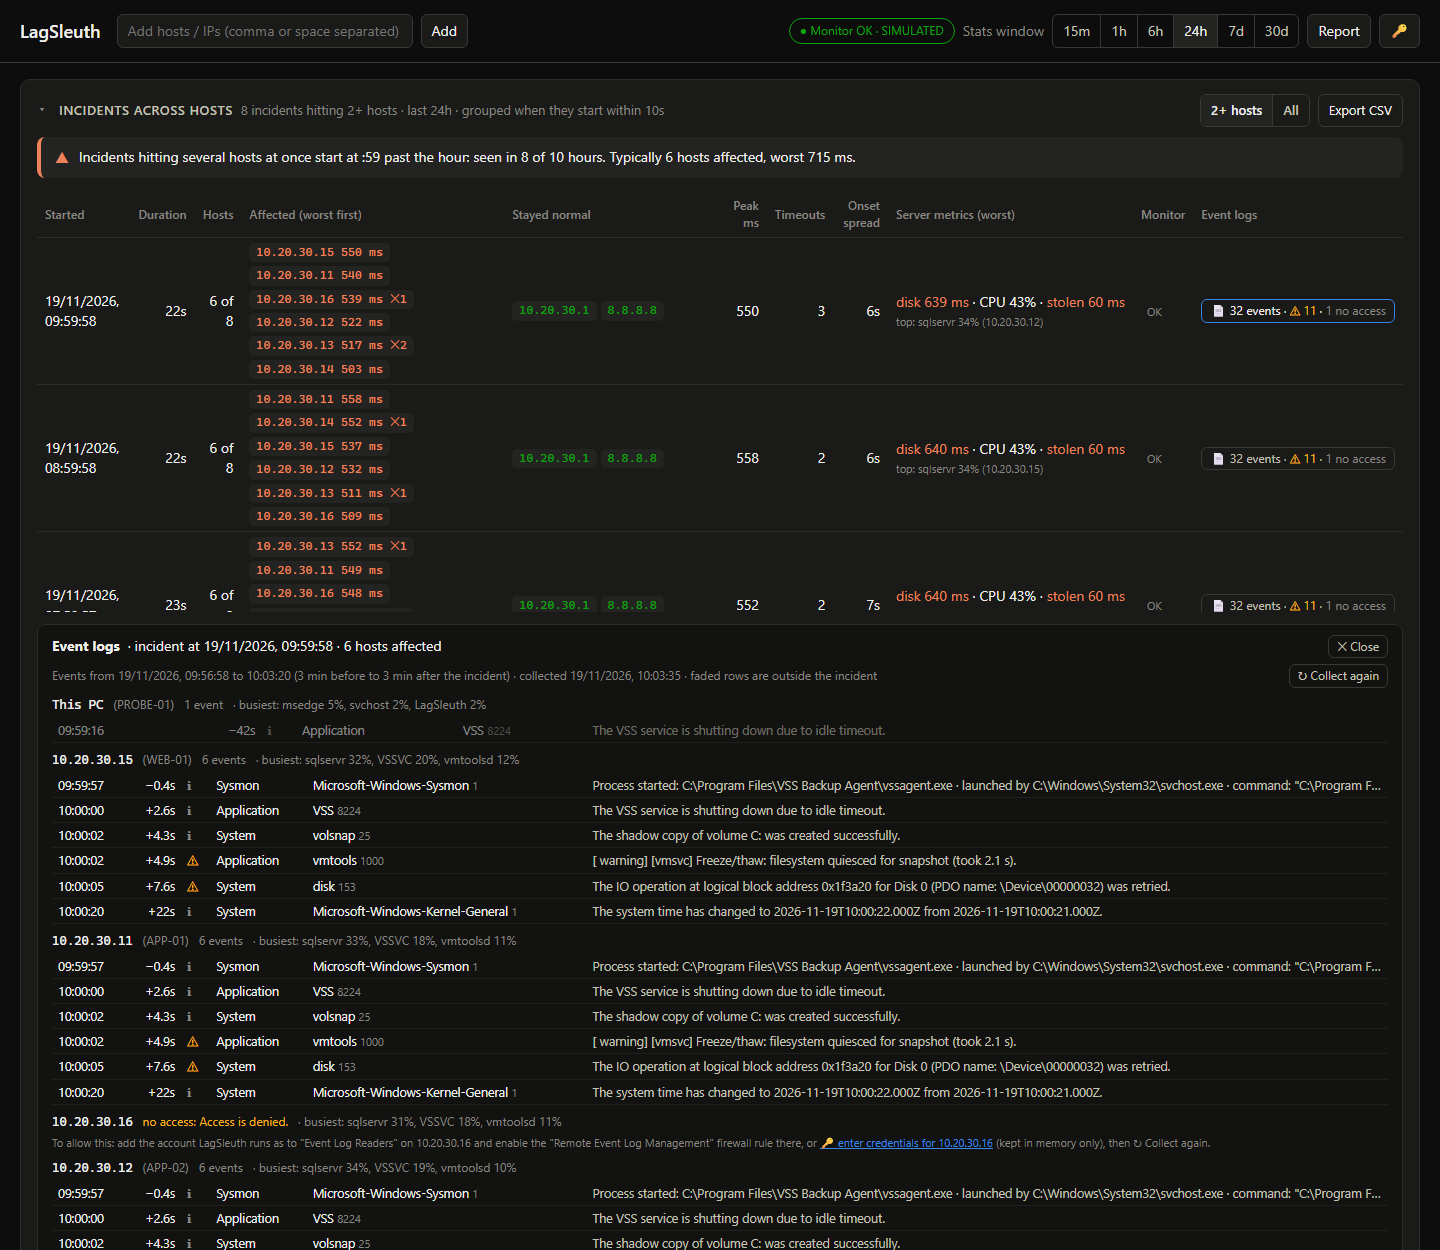 LagSleuth
Add hosts / IPs (comma or space separated)
Add
● Monitor OK · SIMULATED
Stats window
15m 1h 6h 24h 7d 30d
Report
INCIDENTS ACROSS HOSTS 8 incidents hitting 2+ hosts · last 24h · grouped when they start within 10s
2+ hosts All Export CSV
Incidents hitting several hosts at once start at :59 past the hour: seen in 8 of 10 hours. Typically 6 hosts affected, worst 715 ms.
Started Duration Hosts Affected (worst first) Stayed normal Peak ms Timeouts Onset spread Server metrics (worst) Monitor Event logs
19/11/2026, 09:59:58 22s 6 of 8
10.20.30.15 550 ms
10.20.30.11 540 ms
10.20.30.16 539 ms ✕1
10.20.30.12 522 ms
10.20.30.13 517 ms ✕2
10.20.30.14 503 ms
10.20.30.1 8.8.8.8 550 3 6s
disk 639 ms · CPU 43% · stolen 60 ms
top: sqlservr 34% (10.20.30.12)
OK
32 events · ⚠ 11 · 1 no access
19/11/2026, 08:59:58 22s 6 of 8
10.20.30.11 558 ms
10.20.30.14 552 ms ✕1
10.20.30.15 537 ms
10.20.30.12 532 ms
10.20.30.13 511 ms ✕1
10.20.30.16 509 ms
10.20.30.1 8.8.8.8 558 2 6s
disk 640 ms · CPU 43% · stolen 60 ms
top: sqlservr 34% (10.20.30.15)
OK
32 events · ⚠ 11 · 1 no access
19/11/2026, 23s 6 of
10.20.30.13 552 ms ✕1
10.20.30.11 549 ms
10.20.30.16 548 ms
10.20.30.1 8.8.8.8 552 2 7s
disk 640 ms · CPU 43% · stolen 60 ms
OK
32 events · ⚠ 11 · 1 no access
Event logs · incident at 19/11/2026, 09:59:58 · 6 hosts affected
✕ Close
Events from 19/11/2026, 09:56:58 to 10:03:20 (3 min before to 3 min after the incident) · collected 19/11/2026, 10:03:35 · faded rows are outside the incident
↻ Collect again
This PC (PROBE-01) 1 event · busiest: msedge 5%, svchost 2%, LagSleuth 2%
09:59:16 −42s ℹ Application VSS 8224 The VSS service is shutting down due to idle timeout.
10.20.30.15 (WEB-01) 6 events · busiest: sqlservr 32%, VSSVC 20%, vmtoolsd 12%
09:59:57 −0.4s ℹ Sysmon Microsoft-Windows-Sysmon 1 Process started: C:\Program Files\VSS Backup Agent\vssagent.exe · launched by C:\Windows\System32\svchost.exe · command: "C:\Program F...
10:00:00 +2.6s ℹ Application VSS 8224 The VSS service is shutting down due to idle timeout.
10:00:02 +4.3s ℹ System volsnap 25 The shadow copy of volume C: was created successfully.
10:00:02 +4.9s ⚠ Application vmtools 1000 [ warning] [vmsvc] Freeze/thaw: filesystem quiesced for snapshot (took 2.1 s).
10:00:05 +7.6s ⚠ System disk 153 The IO operation at logical block address 0x1f3a20 for Disk 0 (PDO name: \Device\00000032) was retried.
10:00:20 +22s ℹ System Microsoft-Windows-Kernel-General 1 The system time has changed to 2026-11-19T10:00:22.000Z from 2026-11-19T10:00:21.000Z.
10.20.30.11 (APP-01) 6 events · busiest: sqlservr 33%, VSSVC 18%, vmtoolsd 11%
09:59:57 −0.4s ℹ Sysmon Microsoft-Windows-Sysmon 1 Process started: C:\Program Files\VSS Backup Agent\vssagent.exe · launched by C:\Windows\System32\svchost.exe · command: "C:\Program F...
10:00:00 +2.6s ℹ Application VSS 8224 The VSS service is shutting down due to idle timeout.
10:00:02 +4.3s ℹ System volsnap 25 The shadow copy of volume C: was created successfully.
10:00:02 +4.9s ⚠ Application vmtools 1000 [ warning] [vmsvc] Freeze/thaw: filesystem quiesced for snapshot (took 2.1 s).
10:00:05 +7.6s ⚠ System disk 153 The IO operation at logical block address 0x1f3a20 for Disk 0 (PDO name: \Device\00000032) was retried.
10:00:20 +22s ℹ System Microsoft-Windows-Kernel-General 1 The system time has changed to 2026-11-19T10:00:22.000Z from 2026-11-19T10:00:21.000Z.
10.20.30.16 no access: Access is denied. · busiest: sqlservr 31%, VSSVC 18%, vmtoolsd 11%
To allow this: add the account LagSleuth runs as to "Event Log Readers" on 10.20.30.16 and enable the "Remote Event Log Management" firewall rule there, or 🔑 enter credentials for 10.20.30.16 (kept in memory only), then ↻ Collect again.
10.20.30.12 (APP-02) 6 events · busiest: sqlservr 34%, VSSVC 19%, vmtoolsd 10%
09:59:57 −0.4s ℹ Sysmon Microsoft-Windows-Sysmon 1 Process started: C:\Program Files\VSS Backup Agent\vssagent.exe · launched by C:\Windows\System32\svchost.exe · command: "C:\Program F...
10:00:00 +2.6s ℹ Application VSS 8224 The VSS service is shutting down due to idle timeout.
10:00:02 +4.3s ℹ System volsnap 25 The shadow copy of volume C: was created successfully.